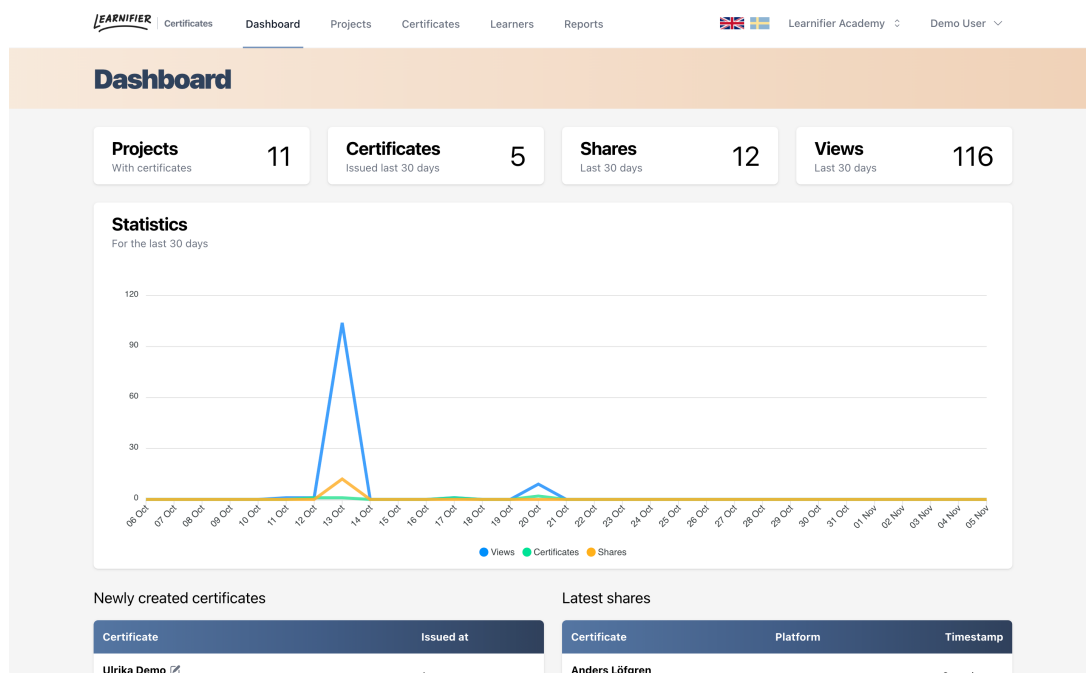 LEARNIFIER Certificates Dashboard Projects Certificates Learners Reports Learnifier Academy Demo User
Dashboard
Projects
With certificates
11
Certificates
Issued last 30 days
5
Shares
Last 30 days
12
Views
Last 30 days
116
Statistics
For the last 30 days
120
90
60
30
0
06 Oct 07 Oct 08 Oct 09 Oct 10 Oct 11 Oct 12 Oct 13 Oct 14 Oct 15 Oct 16 Oct 17 Oct 18 Oct 19 Oct 20 Oct 21 Oct 22 Oct 23 Oct 24 Oct 25 Oct 26 Oct 27 Oct 28 Oct 29 Oct 30 Oct 31 Oct 01 Nov 02 Nov 03 Nov 04 Nov 05 Nov
Views Certificates Shares
Newly created certificates
Certificate Issued at
Ulrika Demo
Latest shares
Certificate Platform Timestamp
Anders Löfgren